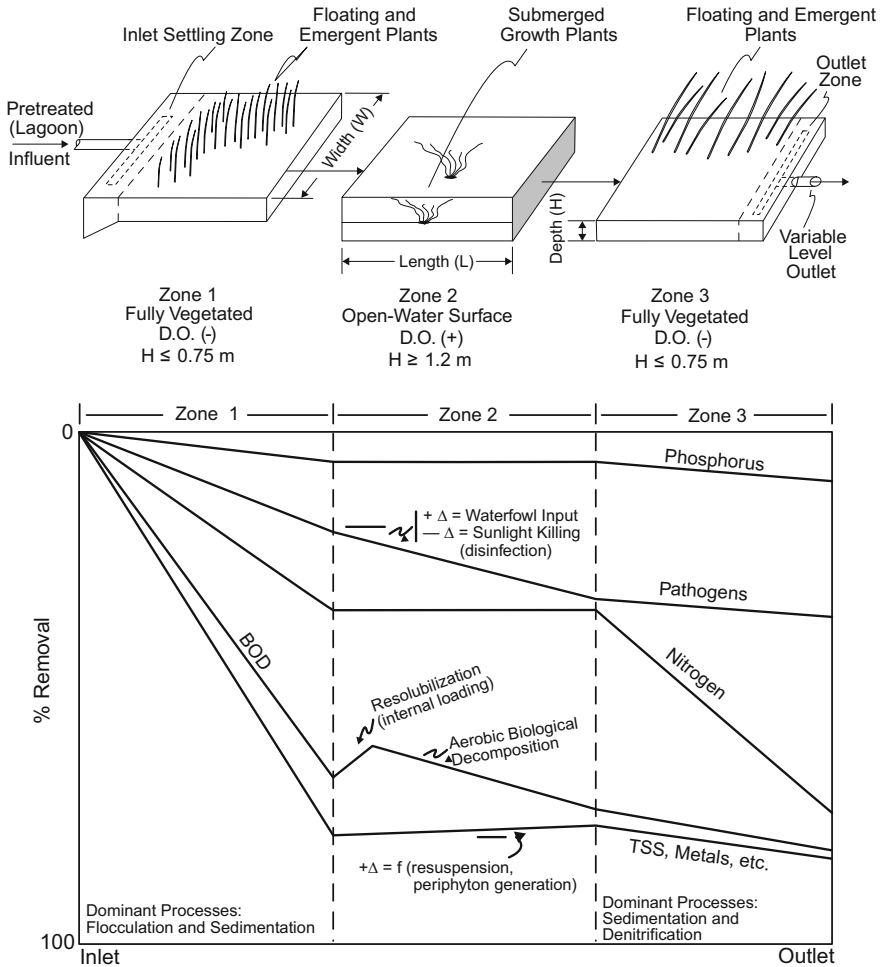 Inlet Settling Zone
Floating and
Emergent Plants
Submerged
Growth Plants
Floating and Emergent
Plants
Outlet
Zone
Pretreated
(Lagoon)
Influent
Width (W)
Length (L)
Depth (H)
Variable
Level
Outlet
Zone 1
Fully Vegetated
D.O. (-)
H ≤ 0.75 m
Zone 2
Open-Water Surface
D.O. (+)
H ≥ 1.2 m
Zone 3
Fully Vegetated
D.O. (-)
H ≤ 0.75 m
Zone 1
Zone 2
Zone 3
0
Phosphorus
+ Δ = Waterfowl Input
— Δ = Sunlight Killing
(disinfection)
Pathogens
% Removal
BOD
Nitrogen
Resolubilization
(internal loading)
Aerobic Biological
Decomposition
TSS, Metals, etc.
+Δ = f (resuspension,
periphyton generation)
Dominant Processes:
Flocculation and Sedimentation
Dominant Processes:
Sedimentation and
Denitrification
100
Inlet
Outlet